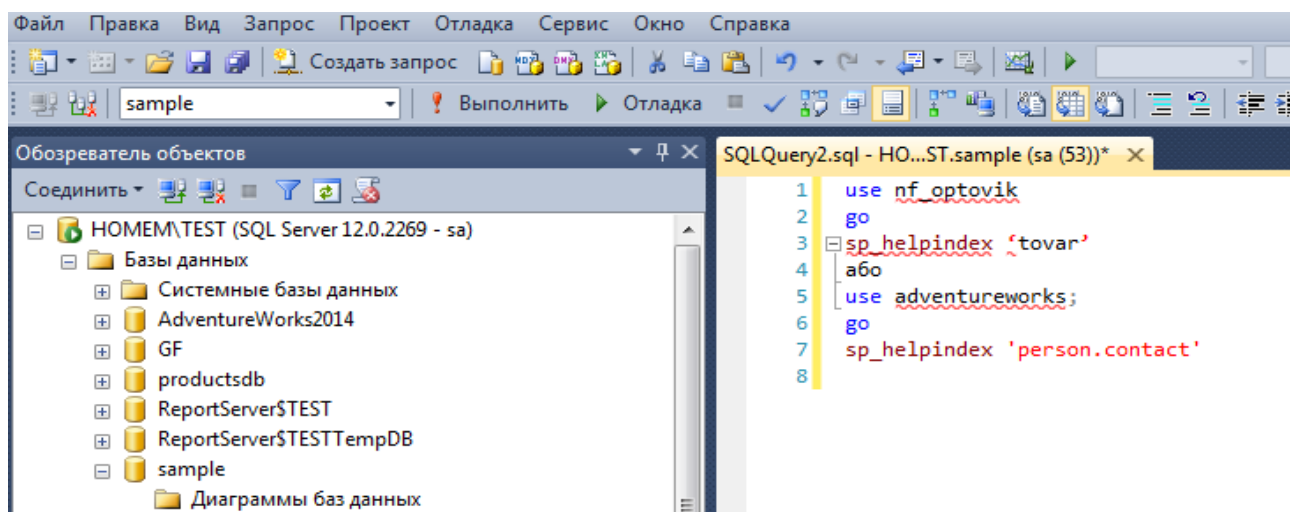 Файл Правка Вид Запрос Проект Отладка Сервис Окно Справка
Создать запрос
sample Выполнить Отладка
Обозреватель объектов
SQLQuery2.sql - HO...ST.sample (sa (53))*
Соединить
HOMEM\TEST (SQL Server 12.0.2269 - sa)
Базы данных
Системные базы данных
AdventureWorks2014
GF
productsdb
ReportServer$TEST
ReportServer$TESTTempDB
sample
Диаграммы баз данных
1 use nf_optovik
2 go
3 sp_helpindex ‘tovar’
4 або
5 use adventureworks;
6 go
7 sp_helpindex 'person.contact'
8